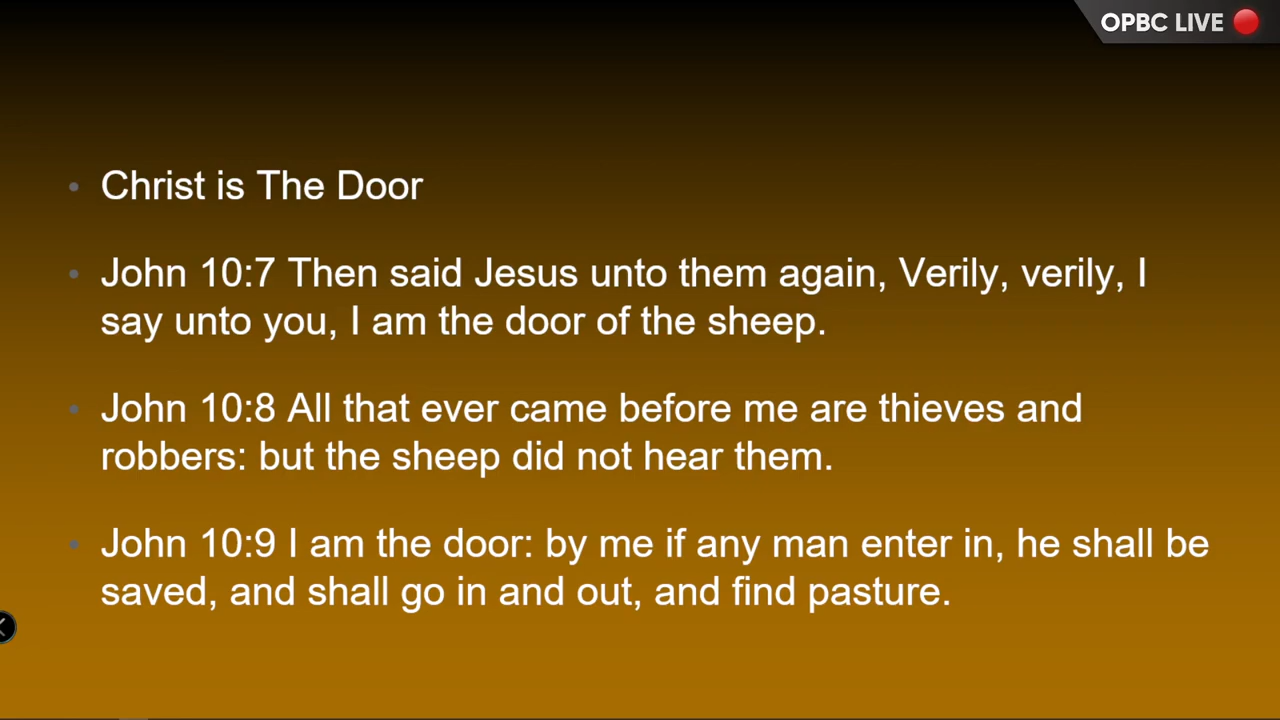 OPBC LIVE
• Christ is The Door
• John 10:7 Then said Jesus unto them again, Verily, verily, I
say unto you, I am the door of the sheep.
• John 10:8 All that ever came before me are thieves and
robbers: but the sheep did not hear them.
• John 10:9 I am the door: by me if any man enter in, he shall be
saved, and shall go in and out, and find pasture.